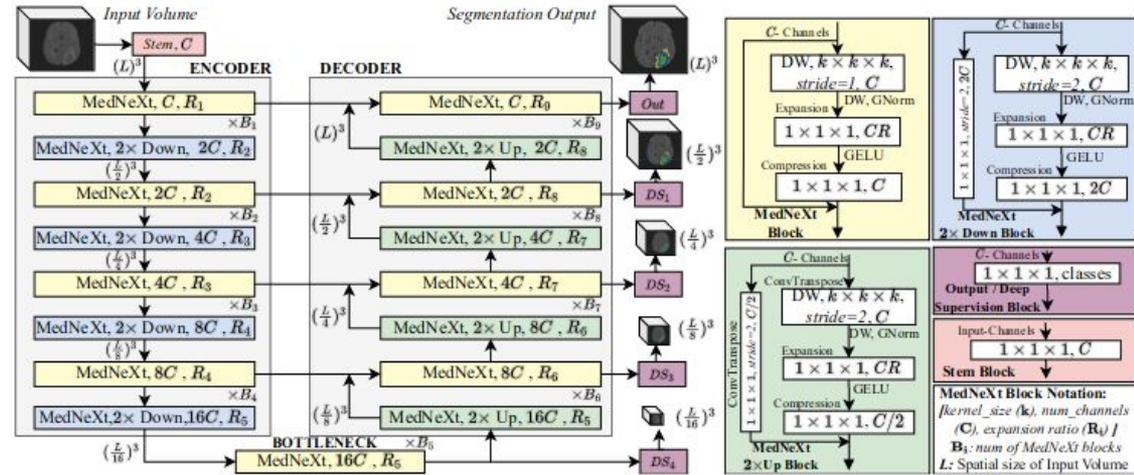 Input Volume
Segmentation Output
Stem, C
(L)³
ENCODER
MedNeXt, C, R₁
×B₁
MedNeXt, 2× Down, 2C, R₂
(L/2)³
MedNeXt, 2C , R₂
×B₂
MedNeXt, 2× Down, 4C, R₃
(L/4)³
MedNeXt, 4C , R₃
×B₃
MedNeXt, 2× Down, 8C, R₄
(L/8)³
MedNeXt, 8C , R₄
×B₄
MedNeXt,2× Down,16C, R₅
(L/16)³
BOTTLENECK
×B₅
MedNeXt, 16C , R₅
DECODER
MedNeXt, C, R₉
×B₉
(L)³
MedNeXt, 2× Up, 2C, R₈
MedNeXt, 2C , R₈
×B₈
(L/2)³
MedNeXt, 2× Up, 4C, R₇
MedNeXt, 4C , R₇
×B₇
(L/4)³
MedNeXt, 2× Up, 8C, R₆
MedNeXt, 8C , R₆
×B₆
(L/8)³
MedNeXt, 2× Up, 16C, R₅
(L)³
Out
(L/2)³
DS₁
(L/4)³
DS₂
(L/8)³
DS₃
(L/16)³
DS₄
C- Channels
DW, k × k × k,
stride=1, C
DW, GNorm
Expansion
1 × 1 × 1, CR
GELU
Compression
1 × 1 × 1, C
MedNeXt
Block
C- Channels
1 × 1 × 1, stride=2, 2C
DW, k × k × k,
stride=2, C
DW, GNorm
Expansion
1 × 1 × 1, CR
GELU
Compression
1 × 1 × 1, 2C
MedNeXt
2× Down Block
C- Channels
ConvTranspose
1 × 1 × 1, stride=2, C/2
ConvTranspose
DW, k × k × k,
stride=2, C
DW, GNorm
Expansion
1 × 1 × 1, CR
GELU
Compression
1 × 1 × 1, C/2
MedNeXt
2×Up Block
C- Channels
1 × 1 × 1, classes
Output / Deep
Supervision Block
Input-Channels
1 × 1 × 1, C
Stem Block
MedNeXt Block Notation:
[kernel_size (k), num_channels
(C), expansion ratio (Rᵢ) ]
Bᵢ: num of MedNeXt blocks
L: Spatial size of Input Volume